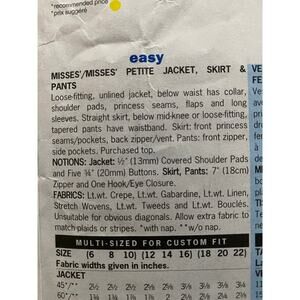 *recommended price
*prix suggéré
easy
MISSES'/MISSES' PETITE JACKET, SKIRT &
PANTS
Loose-fitting, unlined jacket, below waist has collar,
shoulder pads, princess seams, flaps and long
sleeves. Straight skirt, below mid-knee or loose-fitting,
tapered pants have waistband. Skirt: front princess
seams/pockets, back zipper/vent. Pants: front zipper,
side pockets. Purchased top.
NOTIONS: Jacket: ½" (13mm) Covered Shoulder Pads
and Five ¾" (20mm) Buttons. Skirt, Pants: 7" (18cm)
Zipper and One Hook/Eye Closure.
FABRICS: Lt.wt. Crepe, Lt.wt. Gabardine, Lt.wt. Linen,
Stretch Wovens, Lt.wt. Tweeds and Lt.wt. Bouclés.
Unsuitable for obvious diagonals. Allow extra fabric to
match plaids or stripes. *with nap. **w/o nap.
MULTI-SIZED FOR CUSTOM FIT
SIZE (6 8 10) (12 14 16) (18 20 22)
Fabric widths given in inches.
JACKET
45"*/**
60"*/**